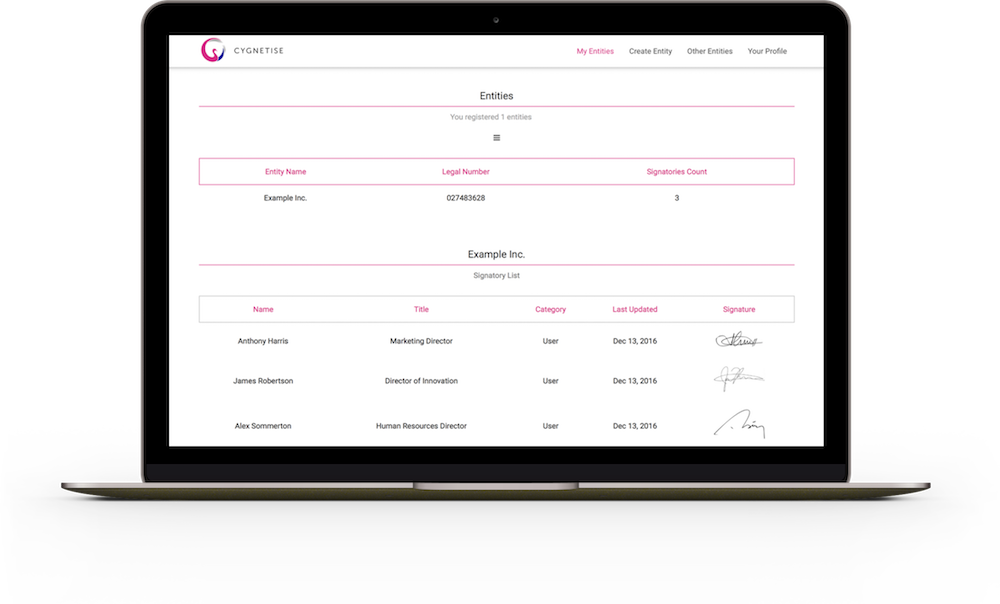 CYGNETISE My Entities Create Entity Other Entities Your Profile
Entities
You registered 1 entities
Entity Name Legal Number Signatories Count
Example Inc. 027483628 3
Example Inc.
Signatory List
Name Title Category Last Updated Signature
Anthony Harris Marketing Director User Dec 13, 2016
James Robertson Director of Innovation User Dec 13, 2016
Alex Sommerton Human Resources Director User Dec 13, 2016